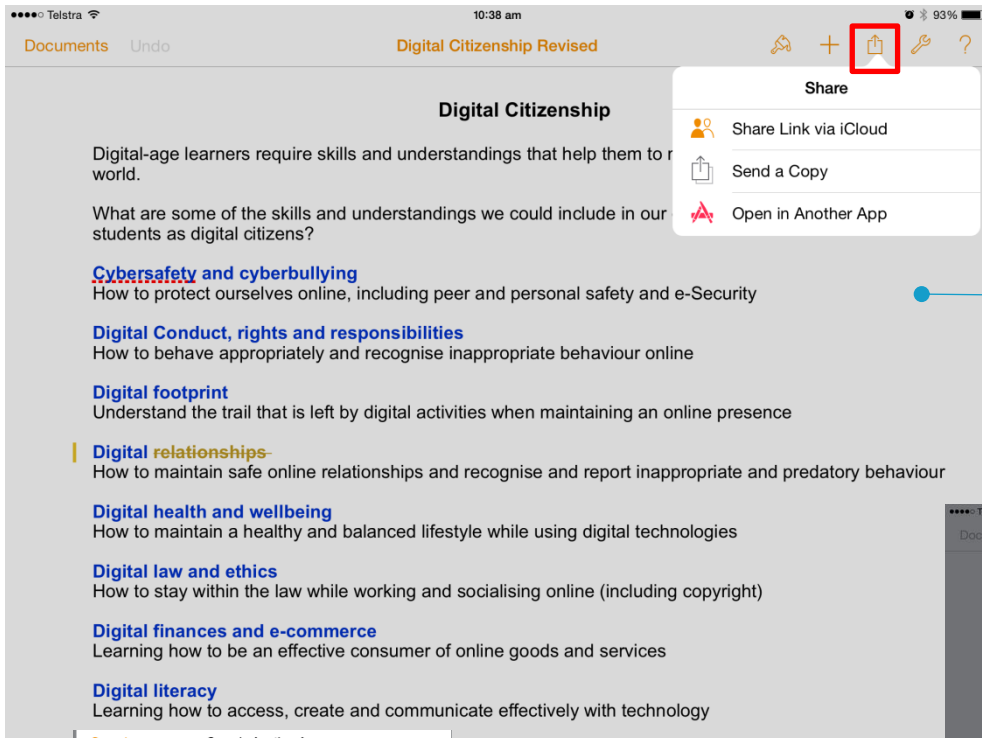 Telstra 10:38 am 93%
Documents Undo Digital Citizenship Revised ?
Share
Share Link via iCloud
Send a Copy
Open in Another App
Digital Citizenship
Digital-age learners require skills and understandings that help them to
world.
What are some of the skills and understandings we could include in our
students as digital citizens?
Cybersafety and cyberbullying
How to protect ourselves online, including peer and personal safety and e-Security
Digital Conduct, rights and responsibilities
How to behave appropriately and recognise inappropriate behaviour online
Digital footprint
Understand the trail that is left by digital activities when maintaining an online presence
Digital relationships
How to maintain safe online relationships and recognise and report inappropriate and predatory behaviour
Digital health and wellbeing
How to maintain a healthy and balanced lifestyle while using digital technologies
Digital law and ethics
How to stay within the law while working and socialising online (including copyright)
Digital finances and e-commerce
Learning how to be an effective consumer of online goods and services
Digital literacy
Learning how to access, create and communicate effectively with technology